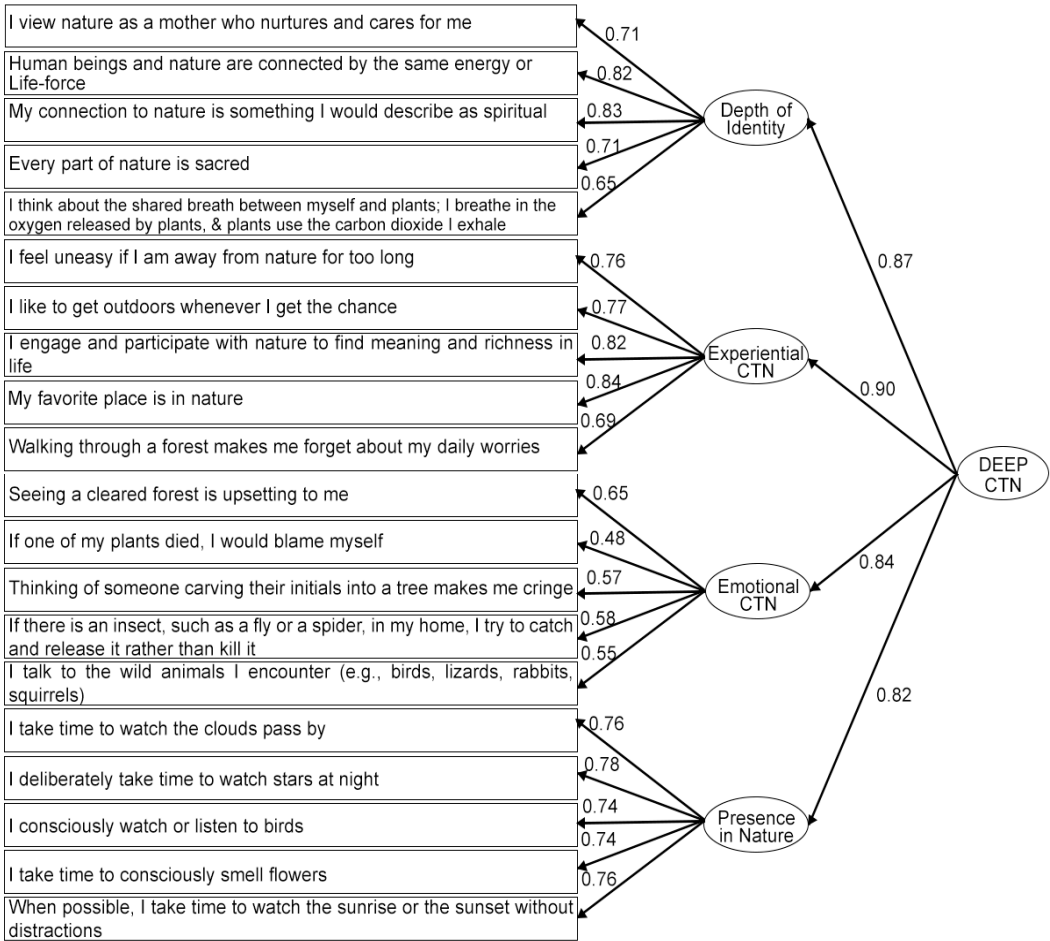 I view nature as a mother who nurtures and cares for me
0.71
Human beings and nature are connected by the same energy or
Life-force
0.82
My connection to nature is something I would describe as spiritual
0.83
Depth of
Identity
Every part of nature is sacred
0.71
I think about the shared breath between myself and plants; I breathe in the
oxygen released by plants, & plants use the carbon dioxide I exhale
0.65
I feel uneasy if I am away from nature for too long
0.76
0.87
I like to get outdoors whenever I get the chance
0.77
I engage and participate with nature to find meaning and richness in
life
0.82
Experiential
CTN
My favorite place is in nature
0.84
0.90
Walking through a forest makes me forget about my daily worries
0.69
DEEP
CTN
Seeing a cleared forest is upsetting to me
0.65
If one of my plants died, I would blame myself
0.48
0.84
Thinking of someone carving their initials into a tree makes me cringe
0.57
Emotional
CTN
If there is an insect, such as a fly or a spider, in my home, I try to catch
and release it rather than kill it
0.58
I talk to the wild animals I encounter (e.g., birds, lizards, rabbits,
squirrels)
0.55
0.82
I take time to watch the clouds pass by
0.76
I deliberately take time to watch stars at night
0.78
I consciously watch or listen to birds
0.74
Presence
in Nature
I take time to consciously smell flowers
0.74
When possible, I take time to watch the sunrise or the sunset without
distractions
0.76